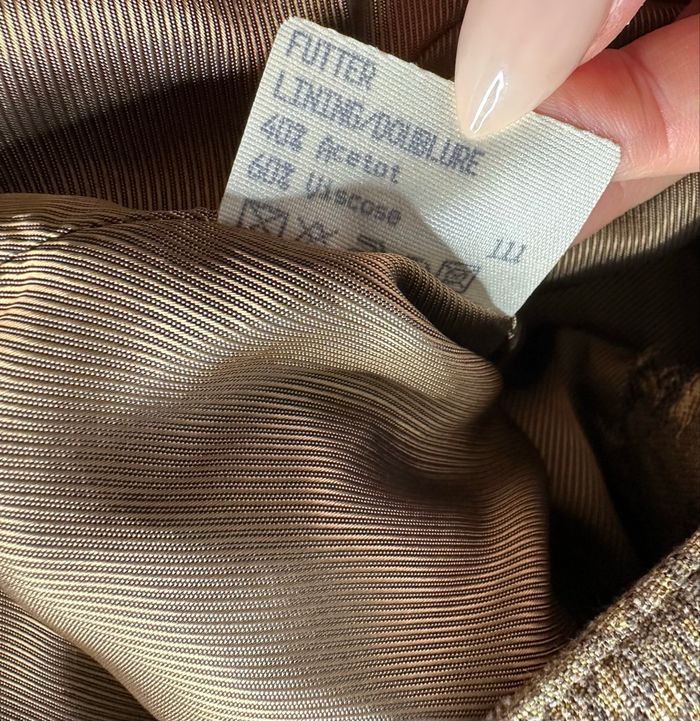 FUTTER
LINING/DOUBLURE
40% Acetat
60% Viscose
111